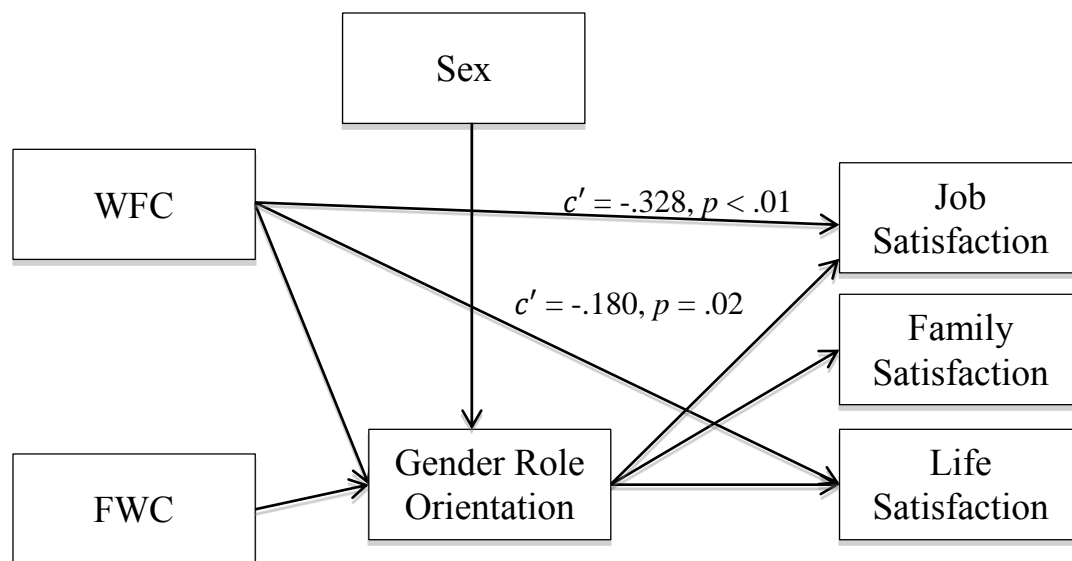 Sex
WFC
c′ = -.328, p < .01
Job
Satisfaction
c′ = -.180, p = .02
Family
Satisfaction
Gender Role
Orientation
Life
Satisfaction
FWC